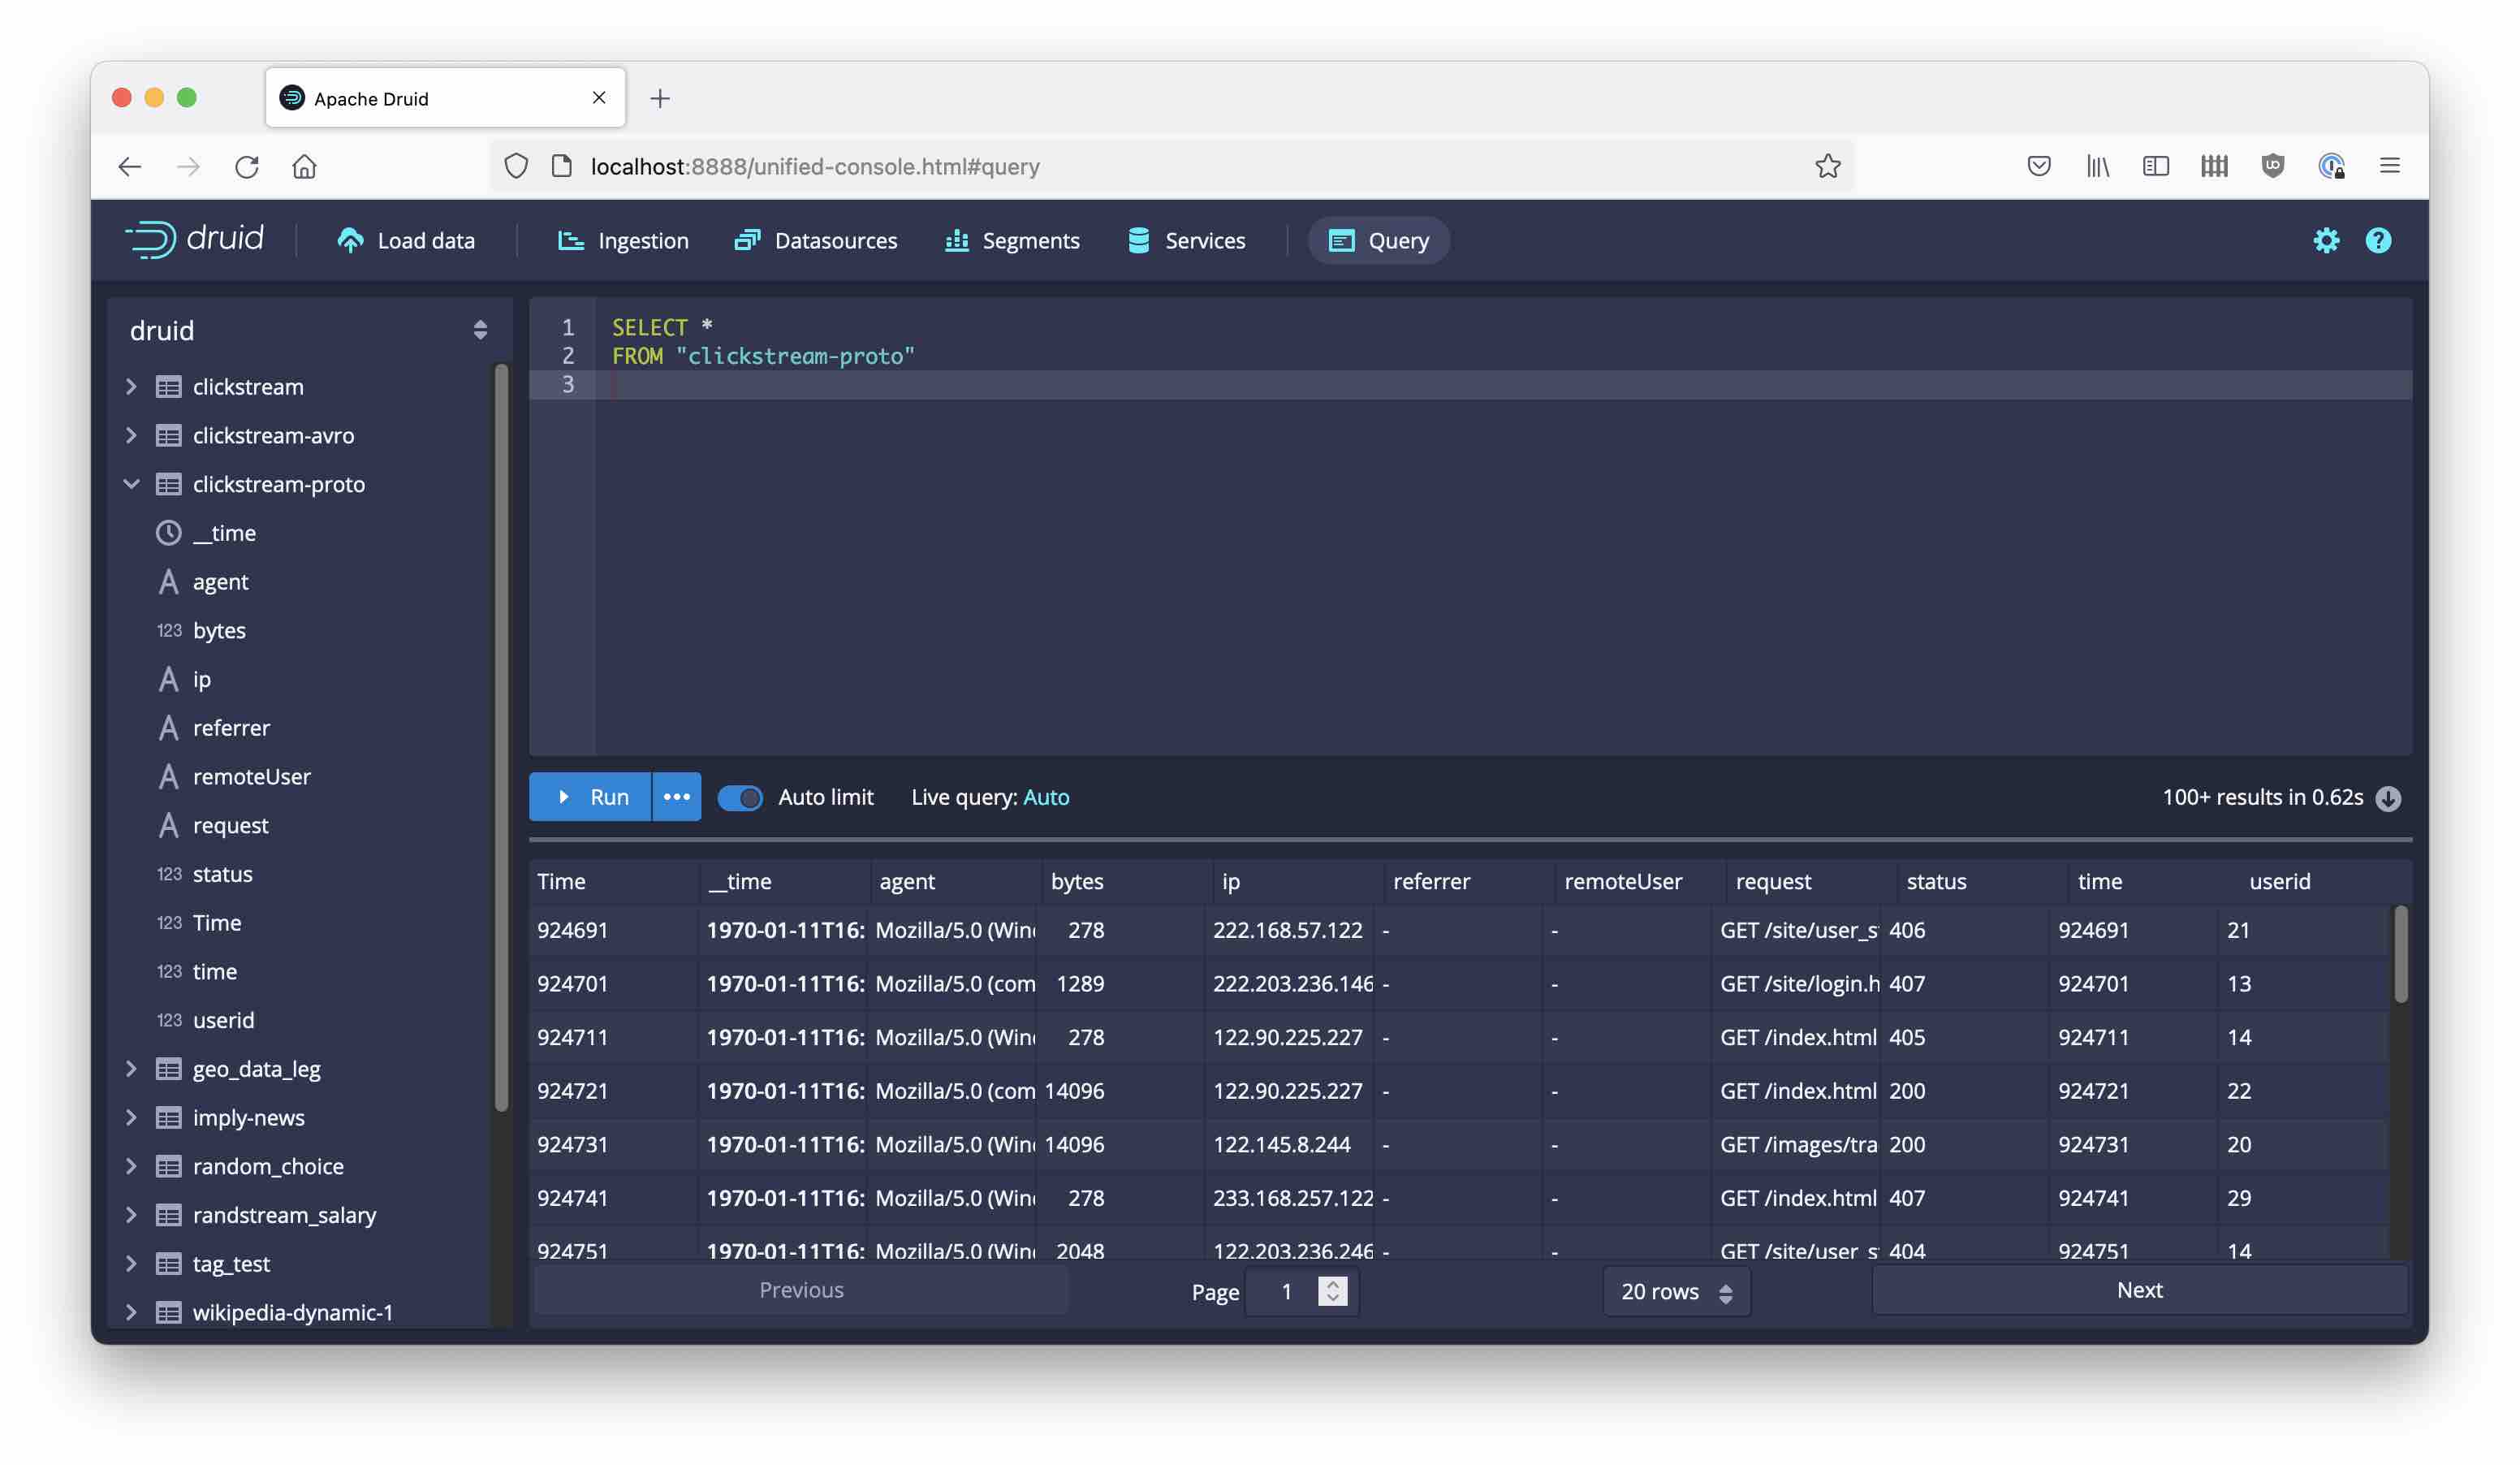 Apache Druid
localhost:8888/unified-console.html#query
druid
Load data
Ingestion
Datasources
Segments
Services
Query
druid
clickstream
clickstream-avro
clickstream-proto
__time
A agent
123 bytes
A ip
A referrer
A remoteUser
A request
123 status
123 Time
123 time
123 userid
geo_data_leg
imply-news
random_choice
randstream_salary
tag_test
wikipedia-dynamic-1
1 SELECT *
2 FROM "clickstream-proto"
3
Run
Auto limit
Live query: Auto
100+ results in 0.62s
Time __time agent bytes ip referrer remoteUser request status time userid
924691 1970-01-11T16: Mozilla/5.0 (Win 278 222.168.57.122 - - GET /site/user_s 406 924691 21
924701 1970-01-11T16: Mozilla/5.0 (com 1289 222.203.236.146 - - GET /site/login.h 407 924701 13
924711 1970-01-11T16: Mozilla/5.0 (Win 278 122.90.225.227 - - GET /index.html 405 924711 14
924721 1970-01-11T16: Mozilla/5.0 (com 14096 122.90.225.227 - - GET /index.html 200 924721 22
924731 1970-01-11T16: Mozilla/5.0 (Win 14096 122.145.8.244 - - GET /images/tra 200 924731 20
924741 1970-01-11T16: Mozilla/5.0 (Win 278 233.168.257.122 - - GET /index.html 407 924741 29
924751 1970-01-11T16: Mozilla/5.0 (Win 2048 122.203.236.246 - - GET /site/user_s 404 924751 14
Previous
Page 1
20 rows
Next